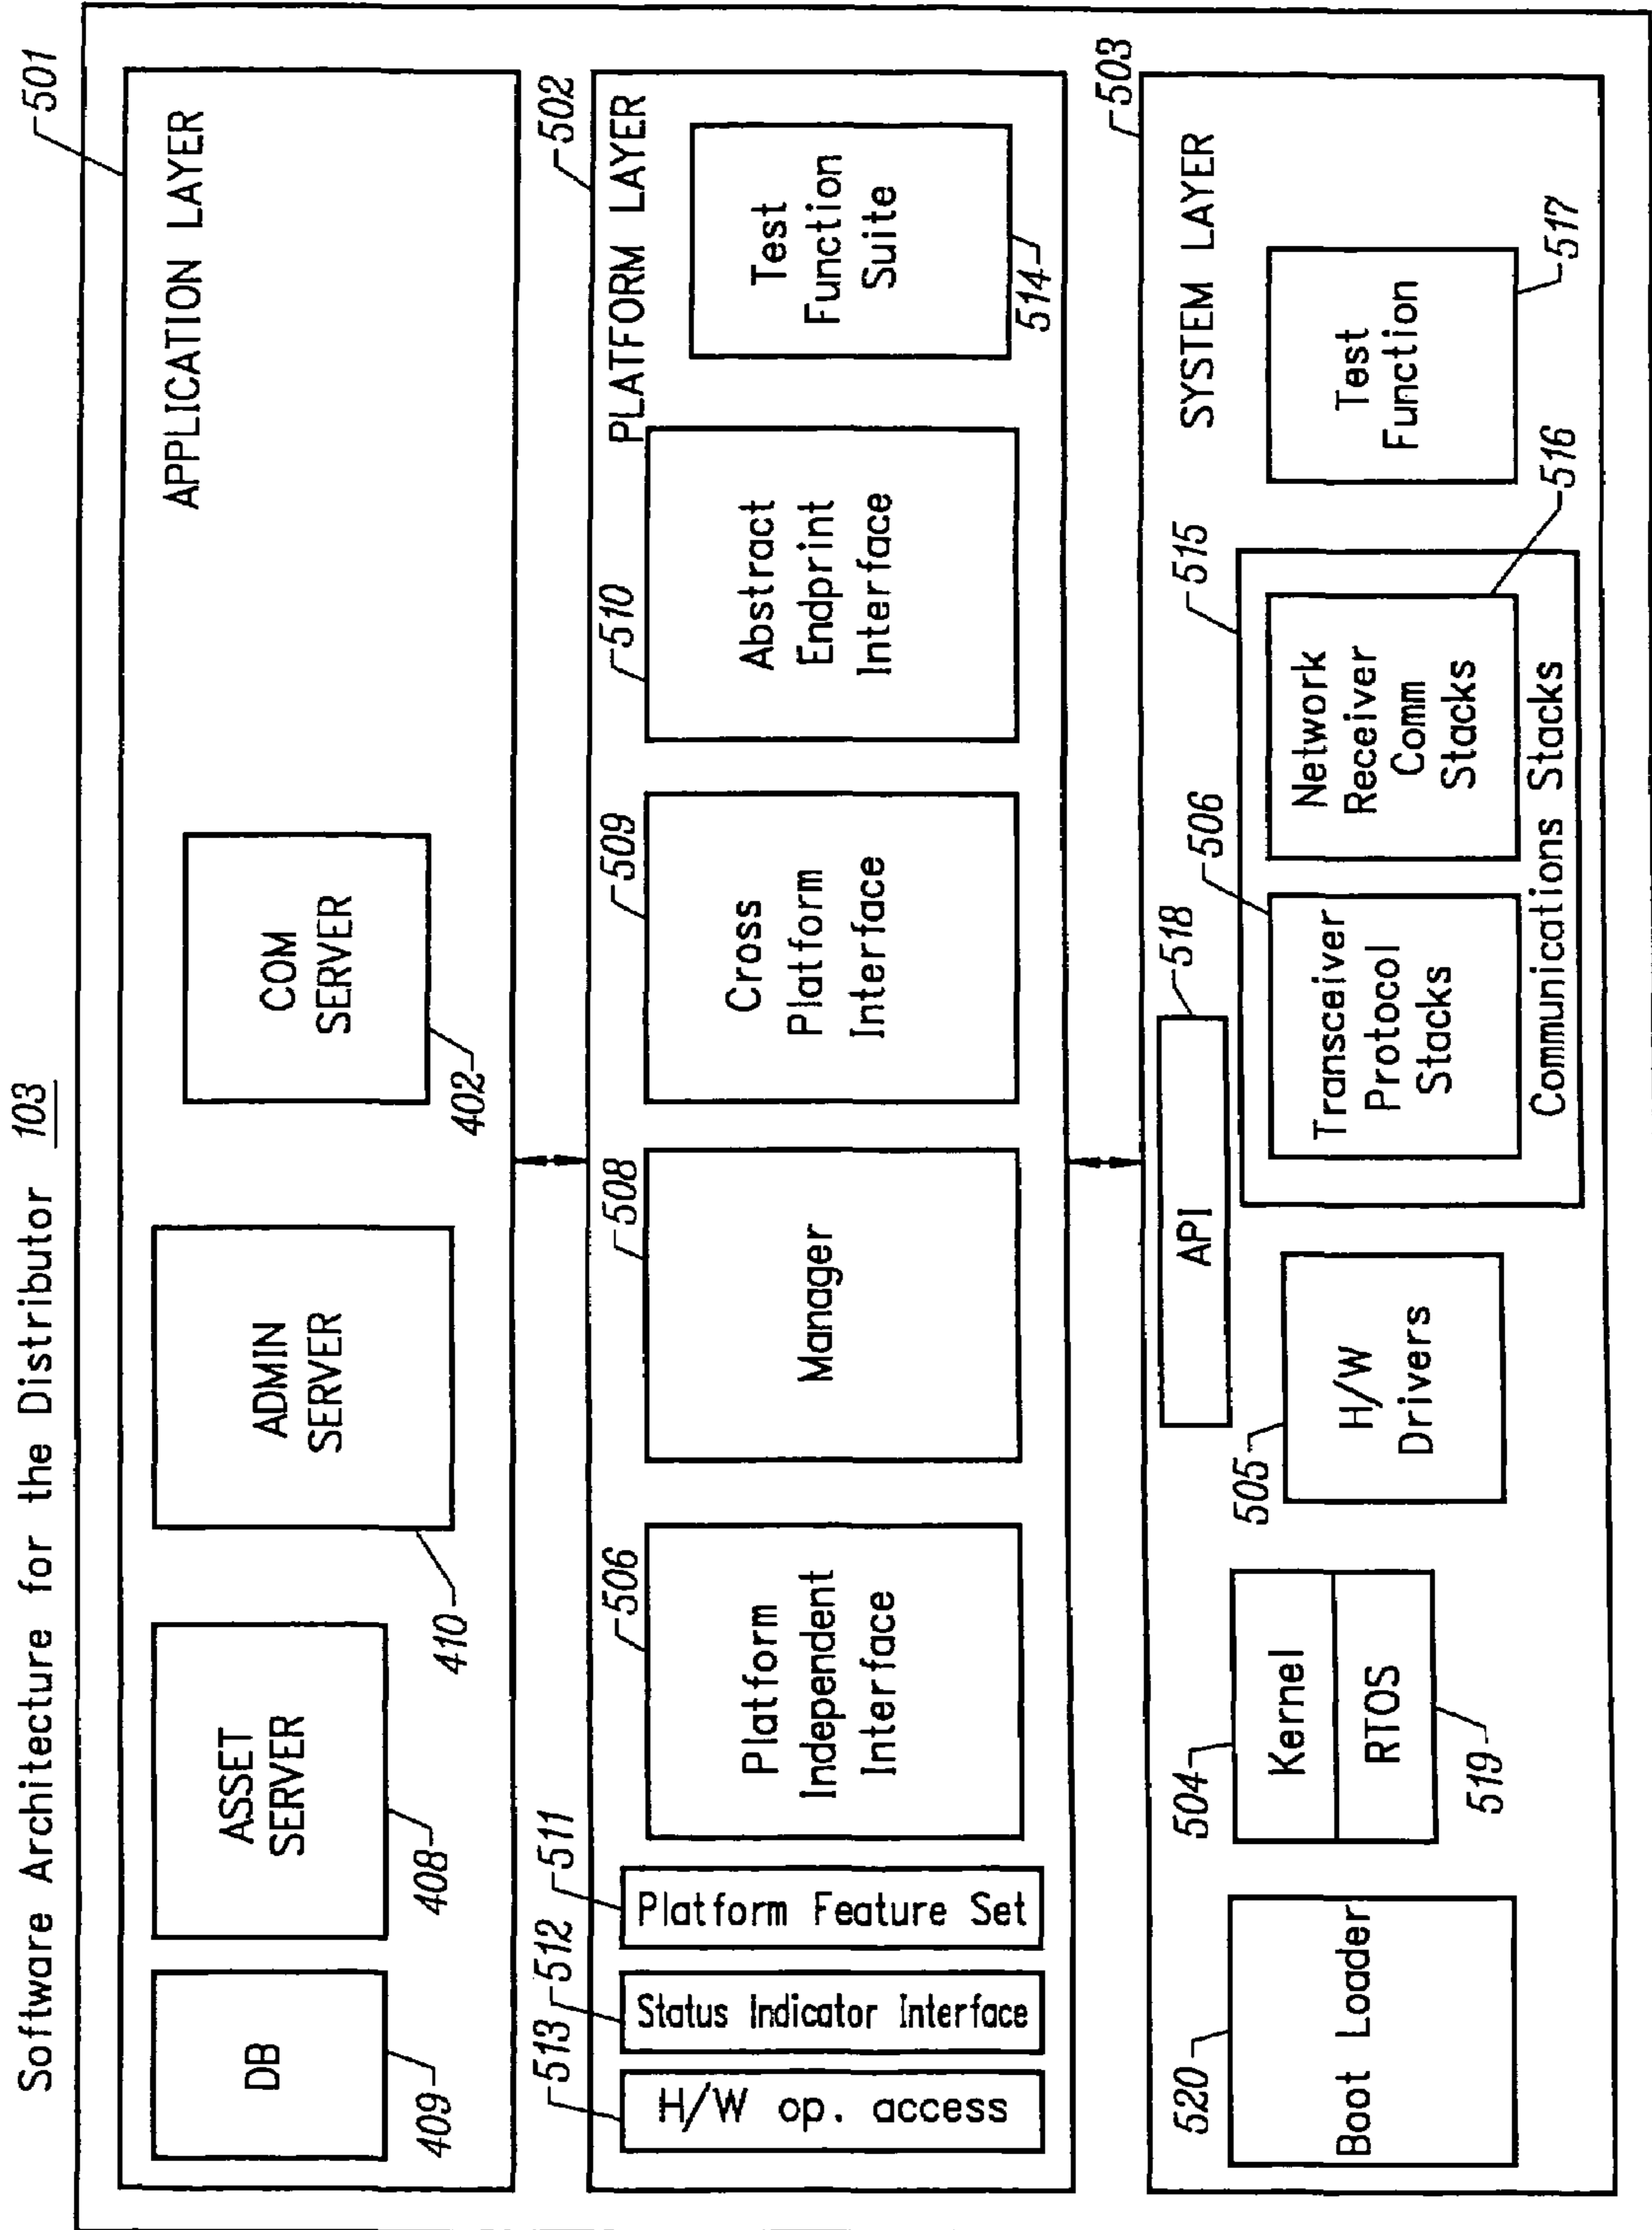 Software Architecture for the Distributor 103
501
APPLICATION LAYER
DB
409
ASSET
SERVER
408
ADMIN
SERVER
410
COM
SERVER
402
502
PLATFORM LAYER
513
H/W op. access
512
Status Indicator Interface
511
Platform Feature Set
506
Platform
Independent
Interface
508
Manager
509
Cross
Platform
Interface
510
Abstract
Endprint
Interface
Test
Function
Suite
514
503
SYSTEM LAYER
520
Boot Loader
504
Kernel
RTOS
519
505
H/W
Drivers
518
API
515
506
Transceiver
Protocol
Stacks
Network
Receiver
Comm
Stacks
516
Communications Stacks
Test
Function
517